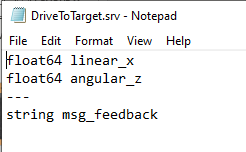 DriveToTarget.srv - Notepad
File Edit Format View Help
float64 linear_x
float64 angular_z
---
string msg_feedback